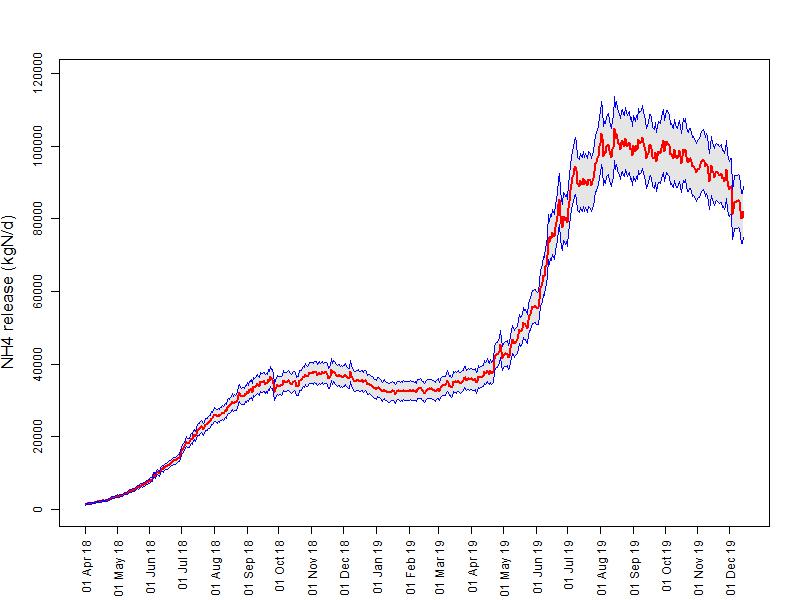 NH4 release (kgN/d)
120000
100000
80000
60000
40000
20000
0
01 Apr 18
01 May 18
01 Jun 18
01 Jul 18
01 Aug 18
01 Sep 18
01 Oct 18
01 Nov 18
01 Dec 18
01 Jan 19
01 Feb 19
01 Mar 19
01 Apr 19
01 May 19
01 Jun 19
01 Jul 19
01 Aug 19
01 Sep 19
01 Oct 19
01 Nov 19
01 Dec 19